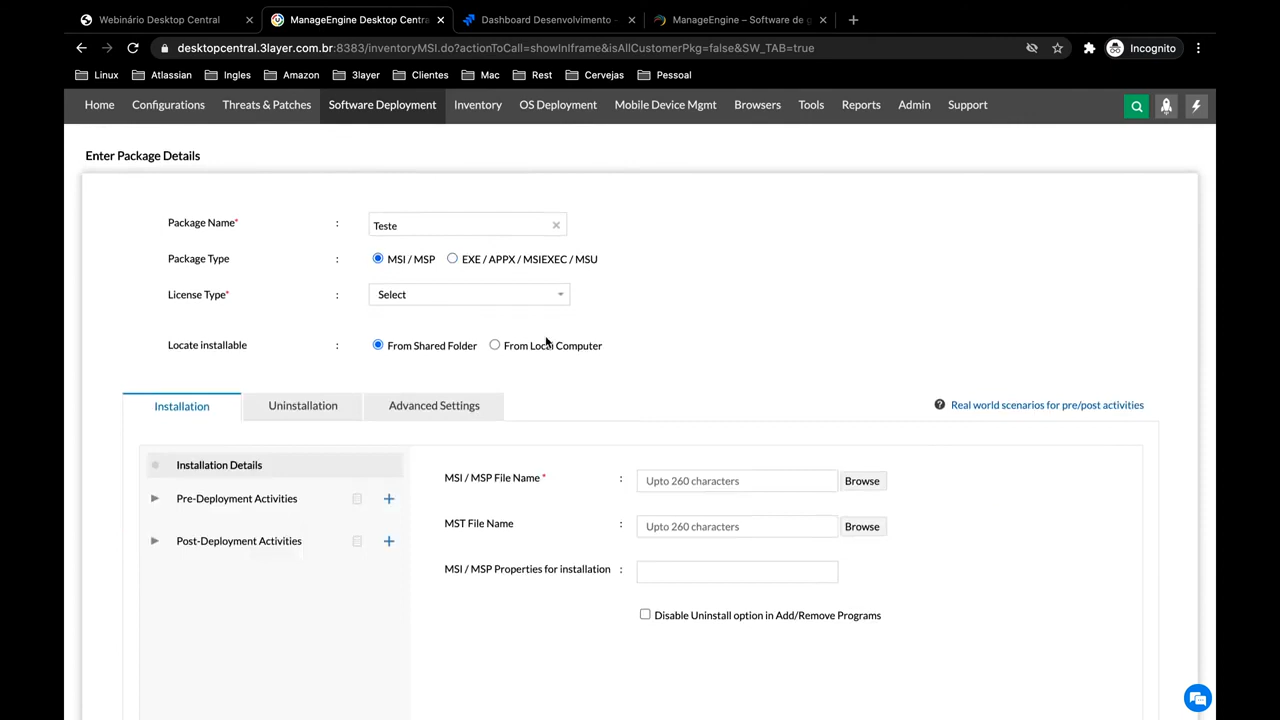 Webinário Desktop Central
ManageEngine Desktop Centra
Dashboard Desenvolvimento -
ManageEngine – Software de g
desktopcentral.3layer.com.br:8383/inventoryMSI.do?actionToCall=showInIframe&isAllCustomerPkg=false&SW_TAB=true
Incognito
Linux Atlassian Ingles Amazon 3layer Clientes Mac Rest Cervejas Pessoal
Home Configurations Threats & Patches Software Deployment Inventory OS Deployment Mobile Device Mgmt Browsers Tools Reports Admin Support
Enter Package Details
Package Name* : Teste
Package Type : MSI / MSP EXE / APPX / MSIEXEC / MSU
License Type* : Select
Locate installable : From Shared Folder From Local Computer
Installation Uninstallation Advanced Settings Real world scenarios for pre/post activities
Installation Details
Pre-Deployment Activities
Post-Deployment Activities
MSI / MSP File Name * : Upto 260 characters Browse
MST File Name : Upto 260 characters Browse
MSI / MSP Properties for installation :
Disable Uninstall option in Add/Remove Programs